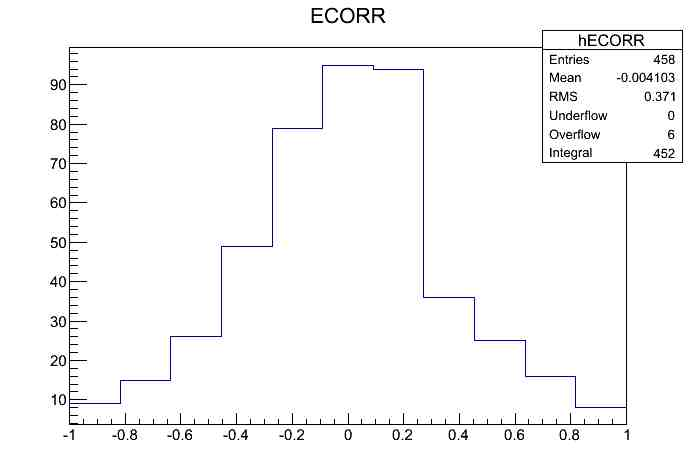 ECORR
hECORR
Entries 458
Mean -0.004103
RMS 0.371
Underflow 0
Overflow 6
Integral 452
90
80
70
60
50
40
30
20
10
-1 -0.8 -0.6 -0.4 -0.2 0 0.2 0.4 0.6 0.8 1